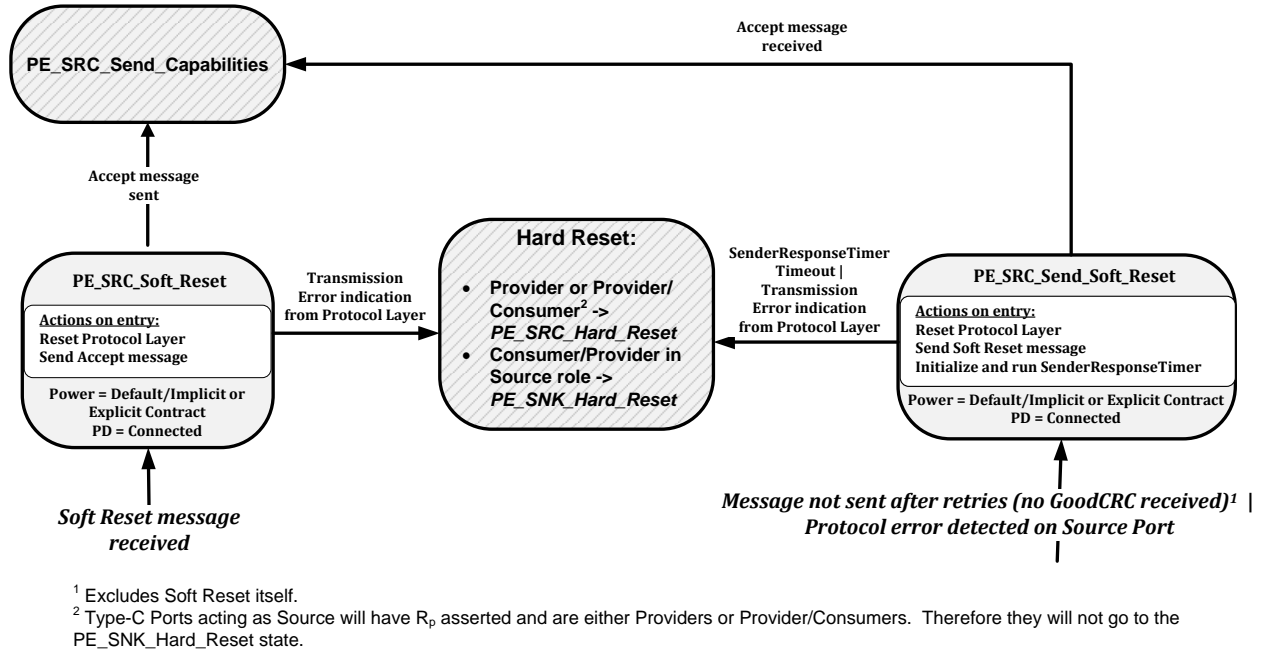 Accept message
received
PE_SRC_Send_Capabilities
Accept message
sent
Hard Reset:
• Provider or Provider/
Consumer² ->
PE_SRC_Hard_Reset
• Consumer/Provider in
Source role ->
PE_SNK_Hard_Reset
PE_SRC_Soft_Reset
Actions on entry:
Reset Protocol Layer
Send Accept message
Power = Default/Implicit or
Explicit Contract
PD = Connected
Transmission
Error indication
from Protocol Layer
SenderResponseTimer
Timeout |
Transmission
Error indication
from Protocol Layer
PE_SRC_Send_Soft_Reset
Actions on entry:
Reset Protocol Layer
Send Soft Reset message
Initialize and run SenderResponseTimer
Power = Default/Implicit or Explicit Contract
PD = Connected
Soft Reset message
received
Message not sent after retries (no GoodCRC received)¹ |
Protocol error detected on Source Port
¹ Excludes Soft Reset itself.
² Type-C Ports acting as Source will have Rp asserted and are either Providers or Provider/Consumers. Therefore they will not go to the
PE_SNK_Hard_Reset state.